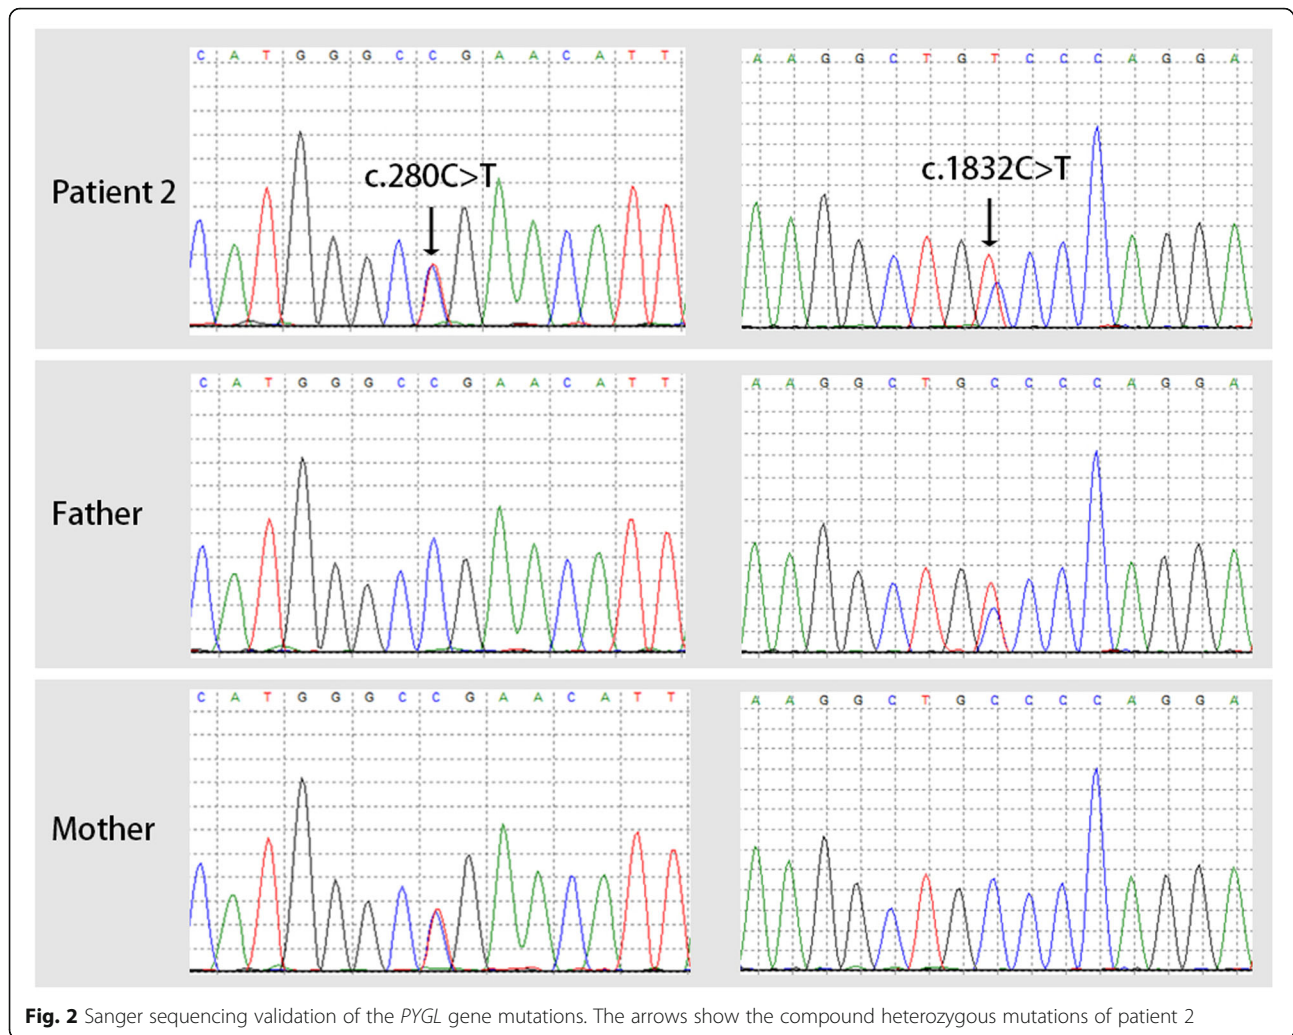 C A T G G G C C G A A C A T T
A A G G C T G T C C C A G G A
c.280C>T
c.1832C>T
Patient 2
C A T G G G C C G A A C A T T
A A G G C T G C C C C A G G A
Father
C A T G G G C C G A A C A T T
A A G G C T G C C C C A G G A
Mother
Fig. 2 Sanger sequencing validation of the PYGL gene mutations. The arrows show the compound heterozygous mutations of patient 2